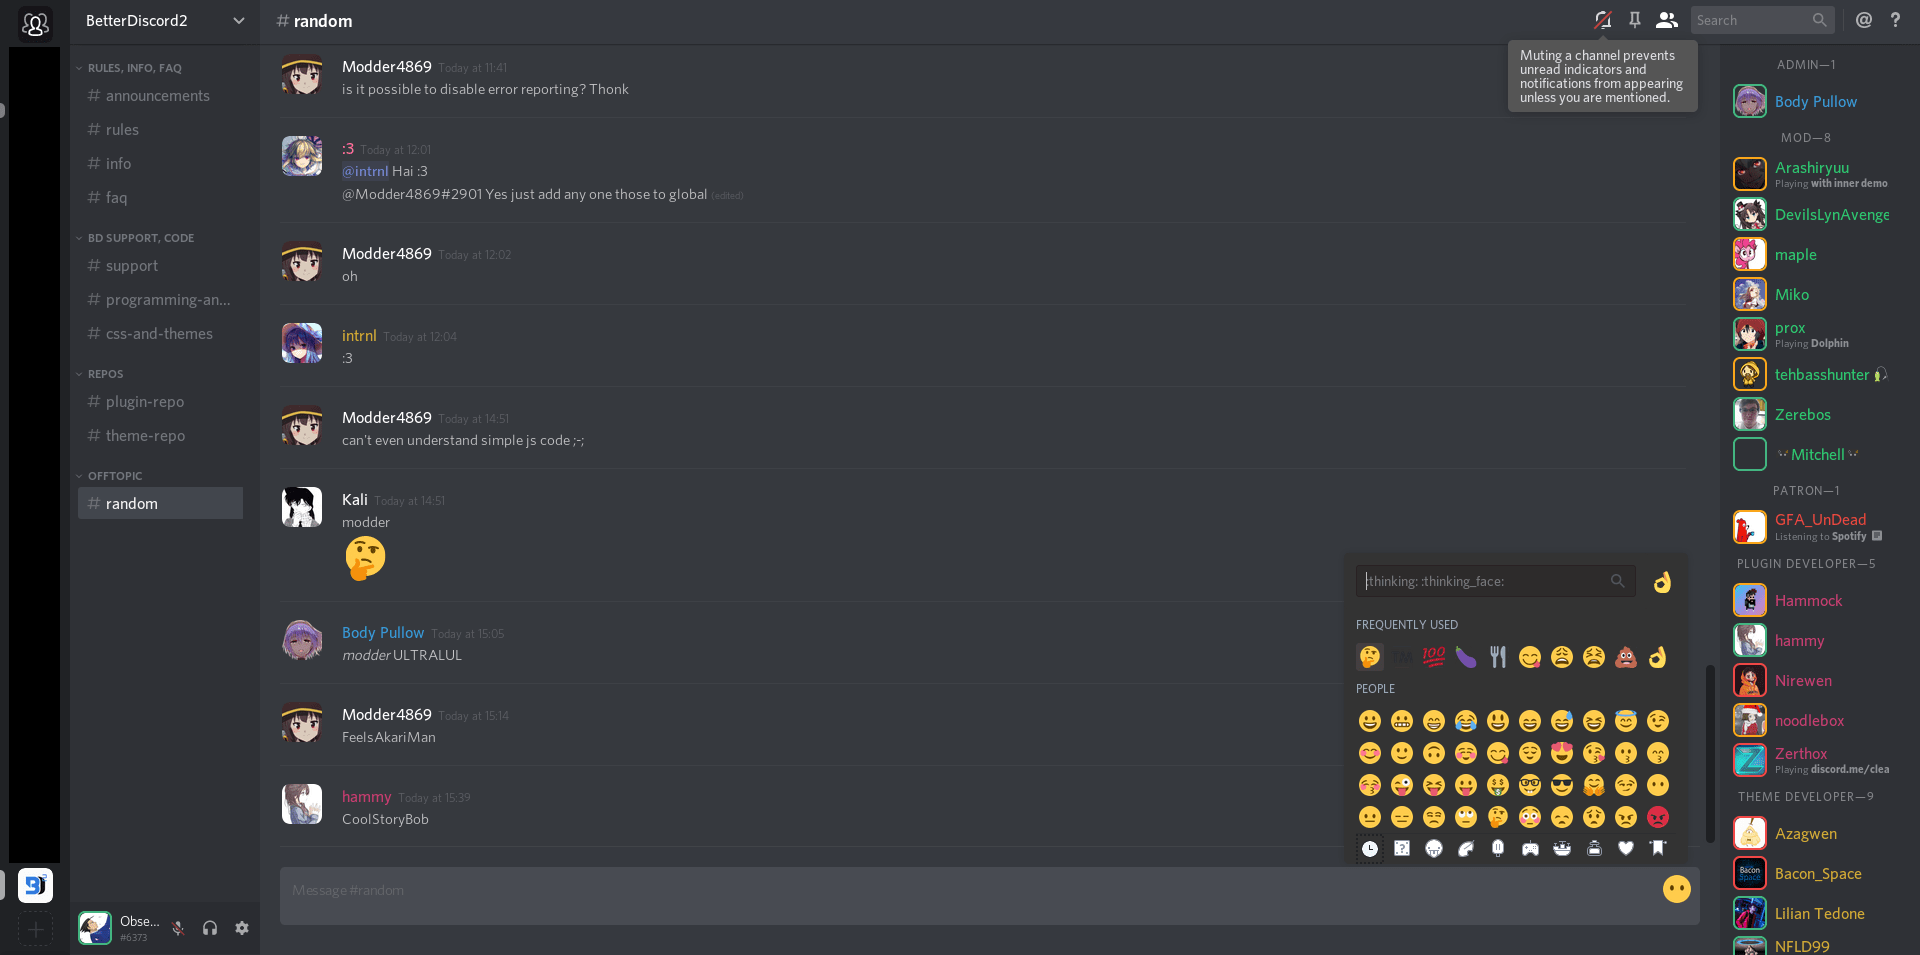 BetterDiscord2
RULES, INFO, FAQ
# announcements
# rules
# info
# faq
BD SUPPORT, CODE
# support
# programming-an...
# css-and-themes
REPOS
# plugin-repo
# theme-repo
OFFTOPIC
# random
Obse...
#6373
# random
Search
@ ?
Muting a channel prevents
unread indicators and
notifications from appearing
unless you are mentioned.
Modder4869 Today at 11:41
is it possible to disable error reporting? Thonk
:3 Today at 12:01
@intrnl Hai :3
@Modder4869#2901 Yes just add any one those to global (edited)
Modder4869 Today at 12:02
oh
intrnl Today at 12:04
:3
Modder4869 Today at 14:51
can't even understand simple js code ;-;
Kali Today at 14:51
modder
Body Pullow Today at 15:05
modder ULTRALUL
Modder4869 Today at 15:14
FeelsAkariMan
hammy Today at 15:39
CoolStoryBob
Message #random
:thinking: :thinking_face:
FREQUENTLY USED
100
PEOPLE
ADMIN—1
Body Pullow
MOD—8
Arashiryuu
Playing with inner demo
DevilsLynAvenge
maple
Miko
prox
Playing Dolphin
tehbasshunter
Zerebos
Mitchell
PATRON—1
GFA_UnDead
Listening to Spotify
PLUGIN DEVELOPER—5
Hammock
hammy
Nirewen
noodlebox
Zerthox
Playing discord.me/clea
THEME DEVELOPER—9
Azagwen
Bacon
Space
Bacon_Space
Lilian Tedone
NFLD99